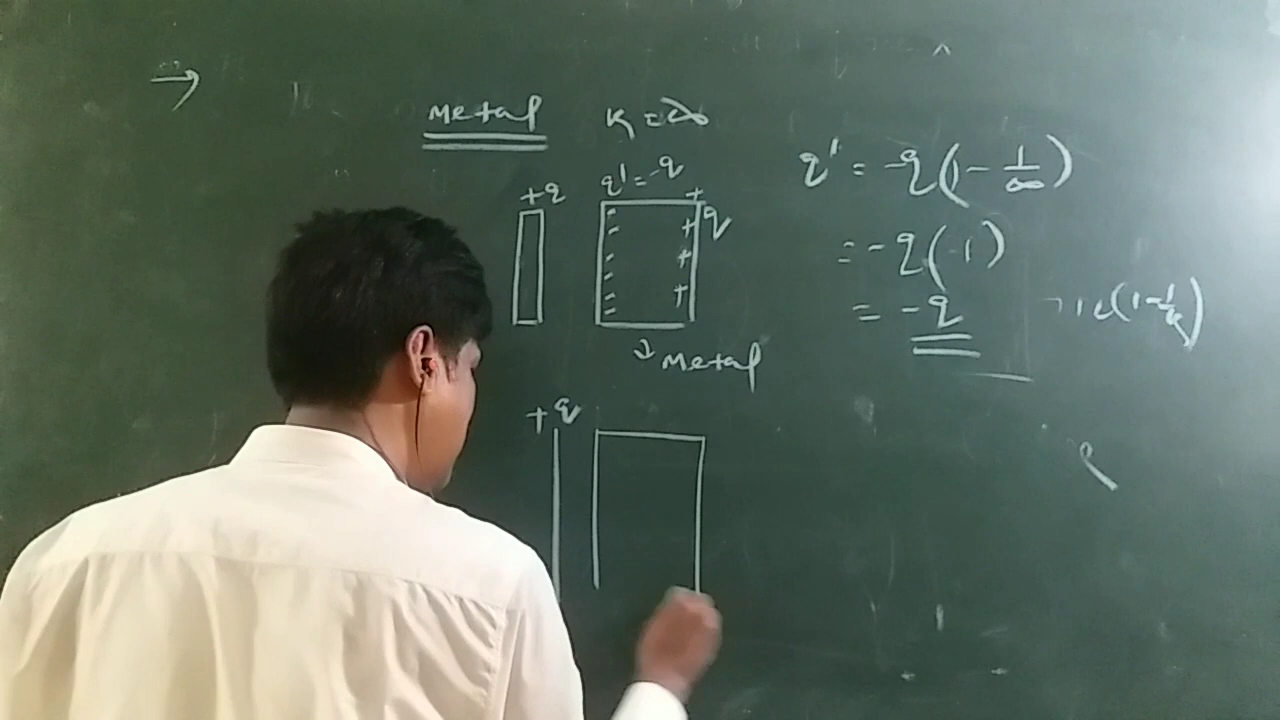 →
Metal K = ∞
+q q' = -q
+ q
- +
- +
- +
- +
-
-
↓ Metal
q' = -q(1 - 1/∞)
= -q(1)
= -q
(1 - 1/K)
+q